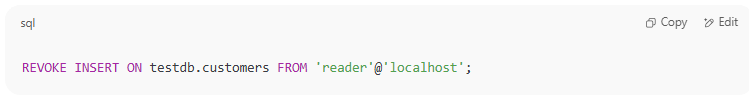 sql
Copy
Edit
REVOKE INSERT ON testdb.customers FROM 'reader'@'localhost';